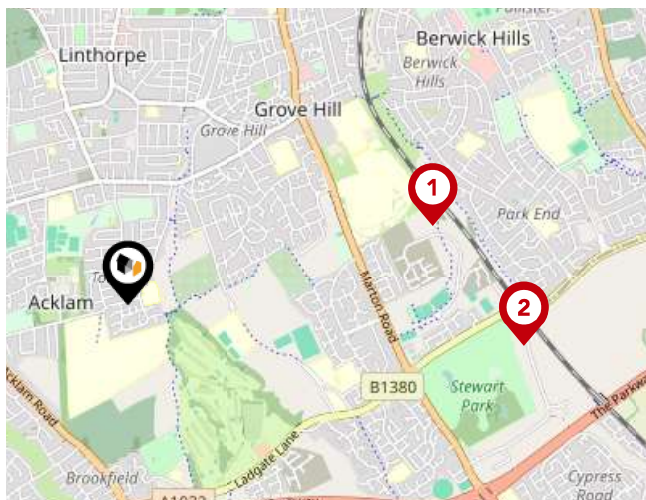 Linthorpe
Berwick Hills
Berwick
Hills
Grove Hill
Grove Hill
1
Park End
Acklam
2
Marton Road
B1380
Stewart
Park
The Parkway
Acklam Road
Ladgate Lane
Brookfield
Cypress
Road